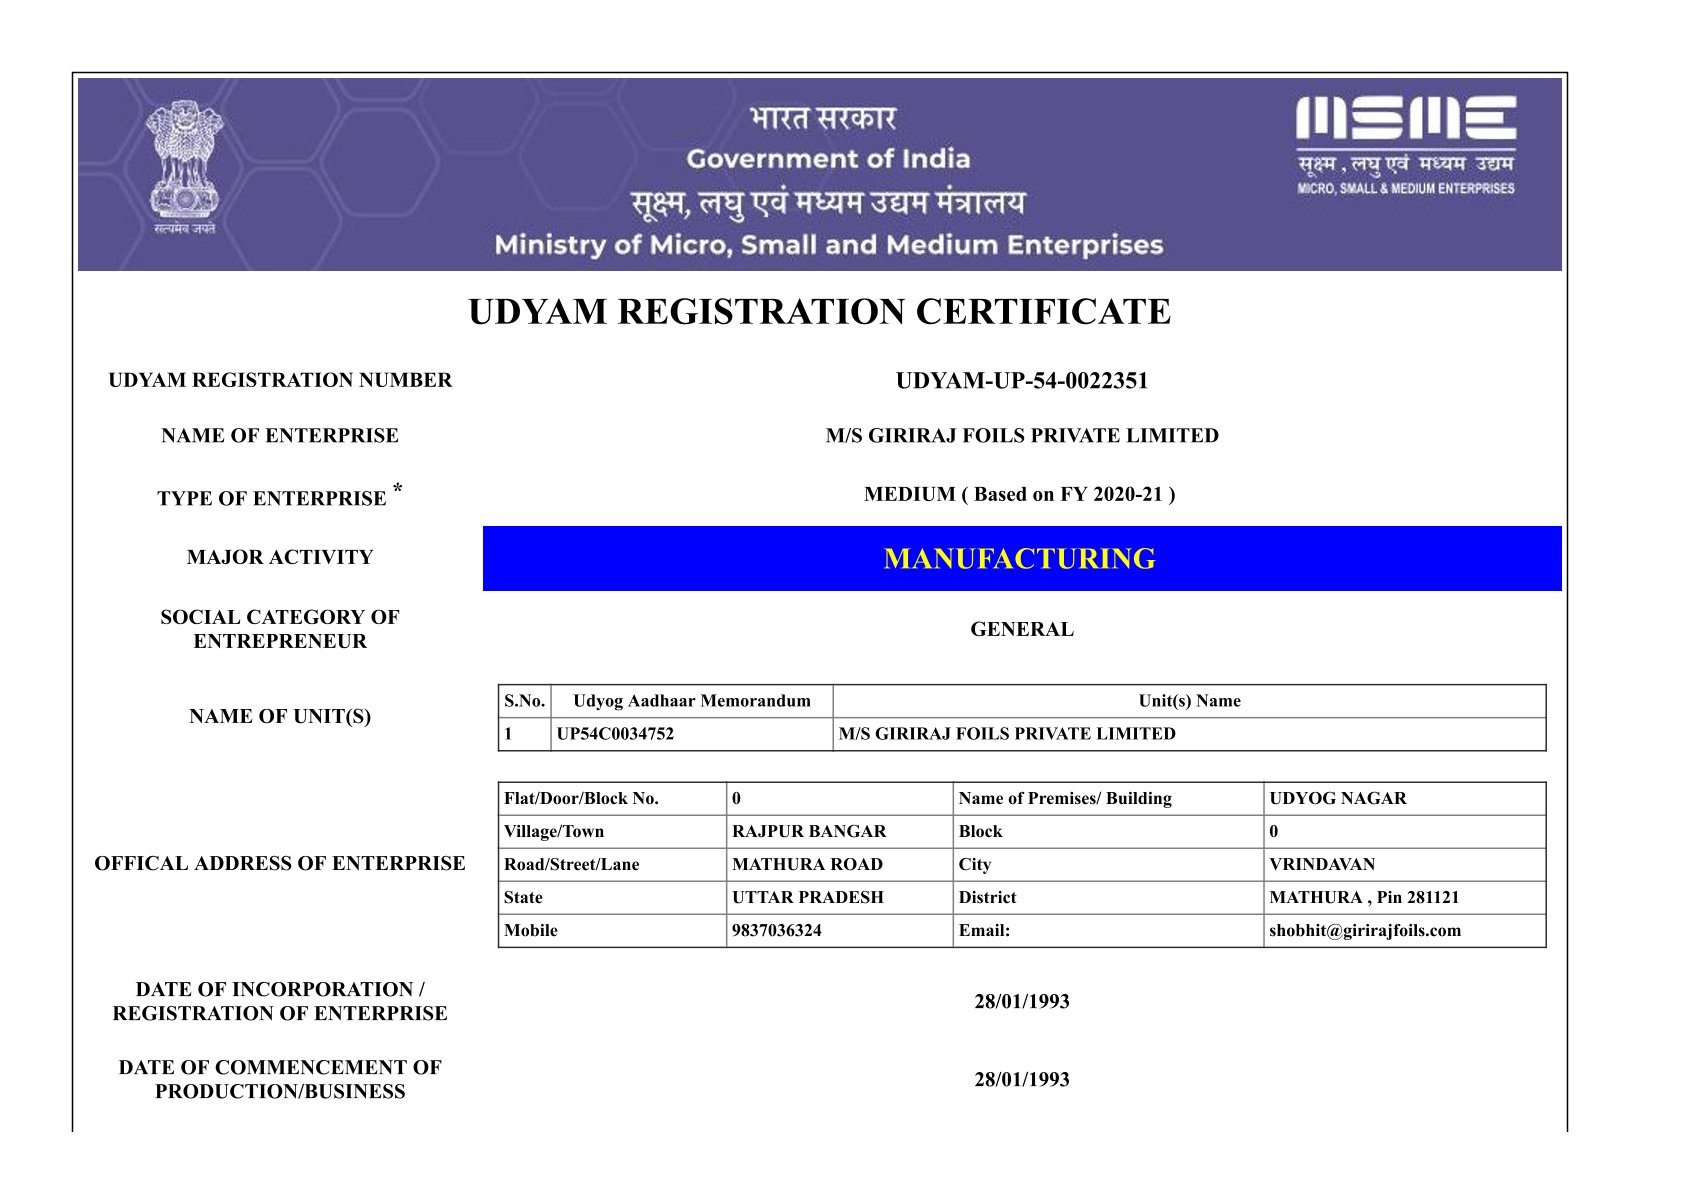 सत्यमेव जयते
भारत सरकार
Government of India
सूक्ष्म, लघु एवं मध्यम उद्यम मंत्रालय
Ministry of Micro, Small and Medium Enterprises
MSME
सूक्ष्म , लघु एवं मध्यम उद्यम
MICRO, SMALL & MEDIUM ENTERPRISES
UDYAM REGISTRATION CERTIFICATE
UDYAM REGISTRATION NUMBER UDYAM-UP-54-0022351
NAME OF ENTERPRISE M/S GIRIRAJ FOILS PRIVATE LIMITED
TYPE OF ENTERPRISE * MEDIUM ( Based on FY 2020-21 )
MAJOR ACTIVITY MANUFACTURING
SOCIAL CATEGORY OF
ENTREPRENEUR
GENERAL
NAME OF UNIT(S)
S.No. Udyog Aadhaar Memorandum Unit(s) Name
1 UP54C0034752 M/S GIRIRAJ FOILS PRIVATE LIMITED
OFFICAL ADDRESS OF ENTERPRISE
Flat/Door/Block No. 0 Name of Premises/ Building UDYOG NAGAR
Village/Town RAJPUR BANGAR Block 0
Road/Street/Lane MATHURA ROAD City VRINDAVAN
State UTTAR PRADESH District MATHURA , Pin 281121
Mobile 9837036324 Email: shobhit@girirajfoils.com
DATE OF INCORPORATION /
REGISTRATION OF ENTERPRISE
28/01/1993
DATE OF COMMENCEMENT OF
PRODUCTION/BUSINESS
28/01/1993